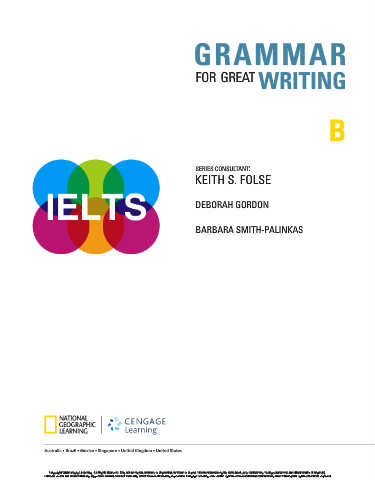 GRAMMAR
FOR GREAT WRITING
B
SERIES CONSULTANT:
KEITH S. FOLSE
DEBORAH GORDON
BARBARA SMITH-PALINKAS
IELTS
NATIONAL
GEOGRAPHIC
LEARNING
CENGAGE
Learning
Australia • Brazil • Mexico • Singapore • United Kingdom • United States